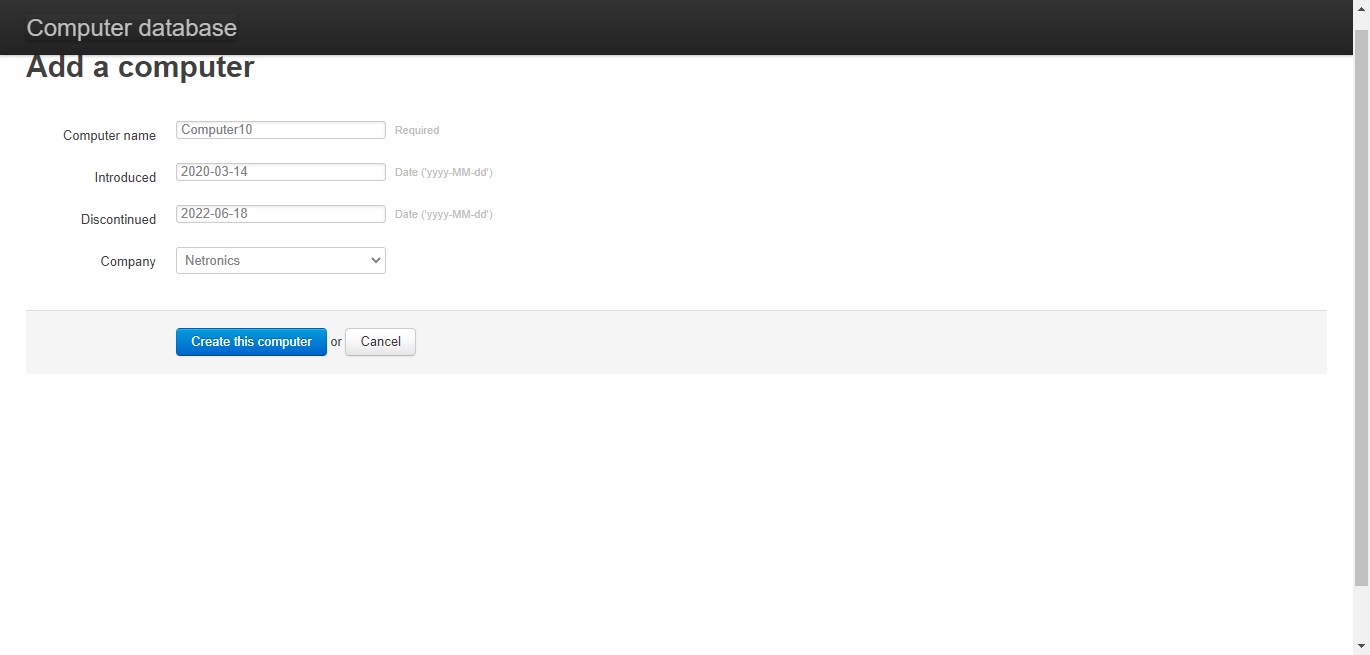 Computer database
Add a computer
Computer name Computer10 Required
Introduced 2020-03-14 Date ('yyyy-MM-dd')
Discontinued 2022-06-18 Date ('yyyy-MM-dd')
Company Netronics
Create this computer or Cancel